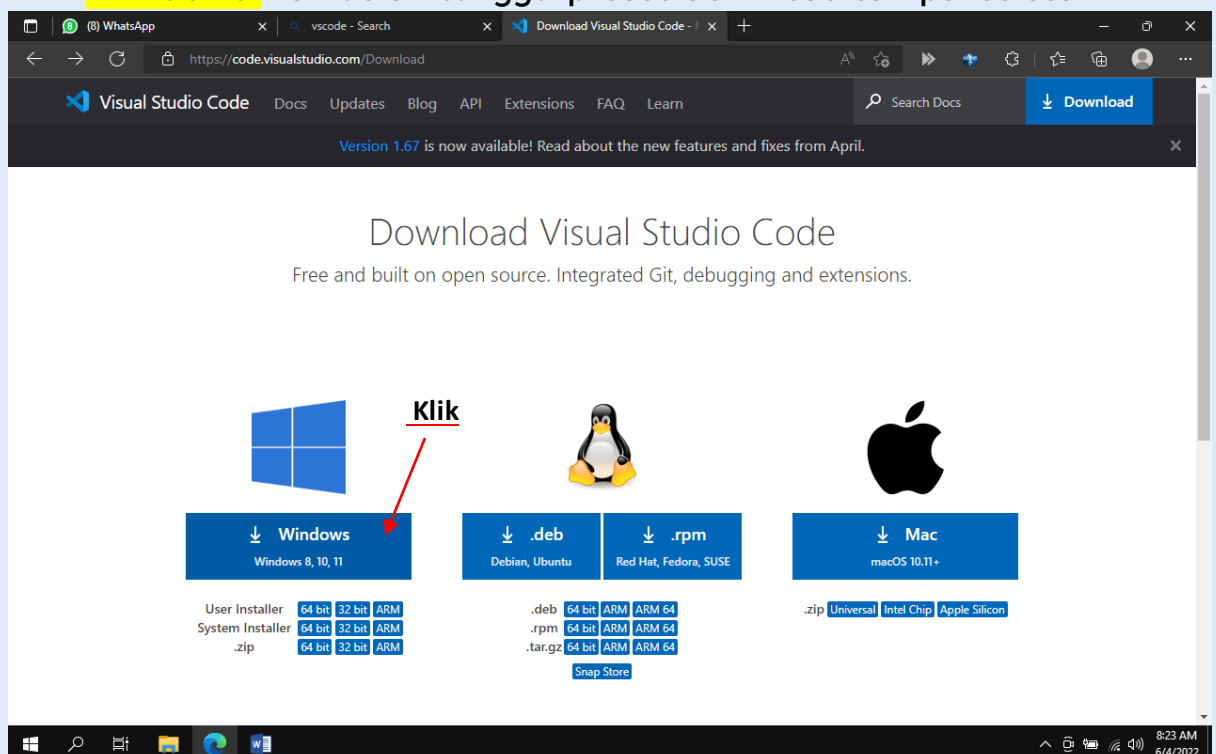 (8) WhatsApp vscode - Search Download Visual Studio Code -
https://code.visualstudio.com/Download
Visual Studio Code Docs Updates Blog API Extensions FAQ Learn Search Docs Download
Version 1.67 is now available! Read about the new features and fixes from April.
Download Visual Studio Code
Free and built on open source. Integrated Git, debugging and extensions.
Klik
Windows
Windows 8, 10, 11
.deb
Debian, Ubuntu
.rpm
Red Hat, Fedora, SUSE
Mac
macOS 10.11+
User Installer 64 bit 32 bit ARM
System Installer 64 bit 32 bit ARM
.zip 64 bit 32 bit ARM
.deb 64 bit ARM ARM 64
.rpm 64 bit ARM ARM 64
.tar.gz 64 bit ARM ARM 64
Snap Store
.zip Universal Intel Chip Apple Silicon
8:23 AM
6/4/2022